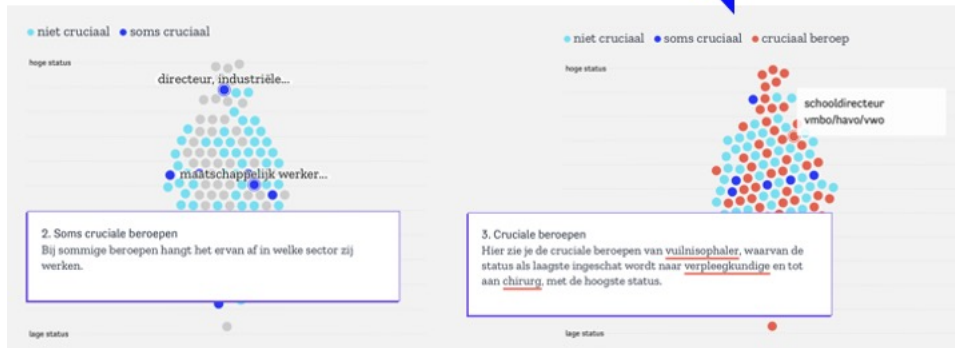 niet cruciaal soms cruciaal
hoge status
directeur, industriële...
maatschappelijk werker...
2. Soms cruciale beroepen
Bij sommige beroepen hangt het ervan af in welke sector zij
werken.
lage status
niet cruciaal soms cruciaal cruciaal beroep
hoge status
schooldirecteur
vmbo/havo/vwo
3. Cruciale beroepen
Hier zie je de cruciale beroepen van vuilnisophaler, waarvan de
status als laagste ingeschat wordt naar verpleegkundige en tot
aan chirurg, met de hoogste status.
lage status